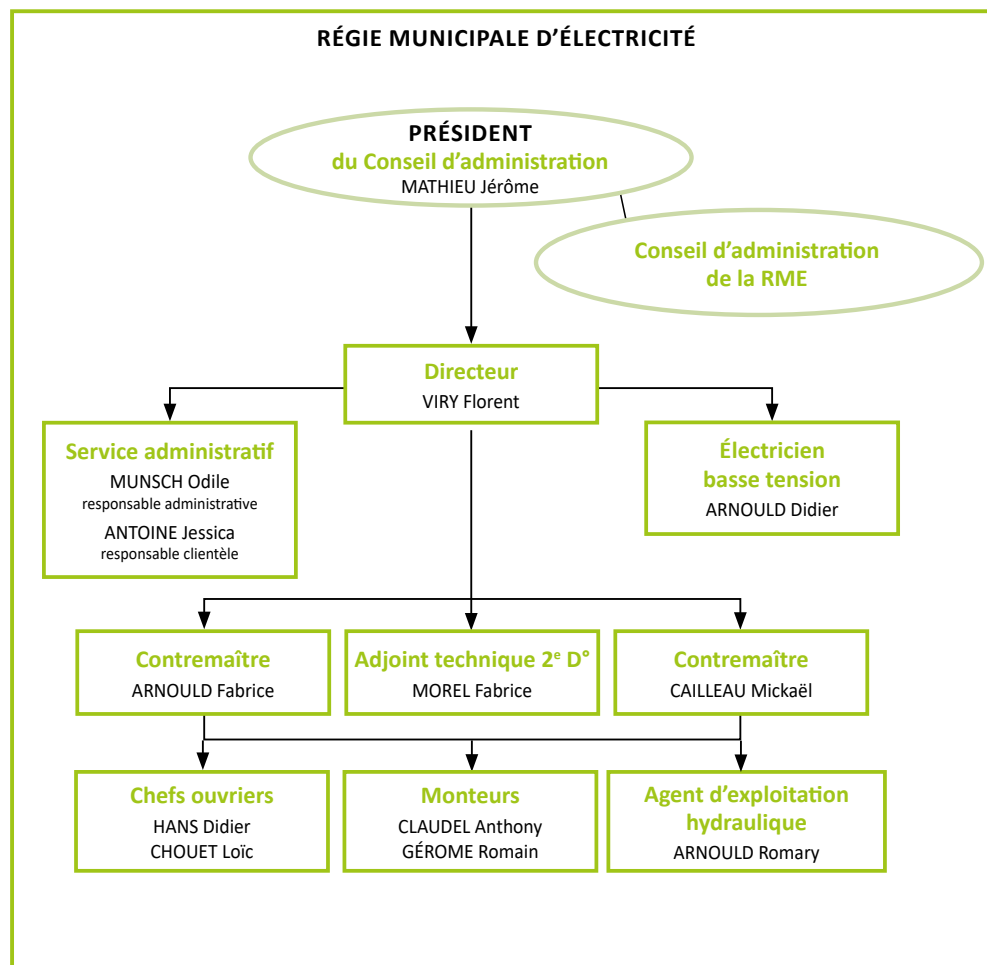 RÉGIE MUNICIPALE D’ÉLECTRICITÉ
PRÉSIDENT
du Conseil d’administration
MATHIEU Jérôme
Conseil d’administration
de la RME
Directeur
VIRY Florent
Service administratif
MUNSCH Odile
responsable administrative
ANTOINE Jessica
responsable clientèle
Électricien
basse tension
ARNOULD Didier
Contremaître
ARNOULD Fabrice
Adjoint technique 2e D°
MOREL Fabrice
Contremaître
CAILLEAU Mickaël
Chefs ouvriers
HANS Didier
CHOUET Loïc
Monteurs
CLAUDEL Anthony
GÉROME Romain
Agent d’exploitation
hydraulique
ARNOULD Romary